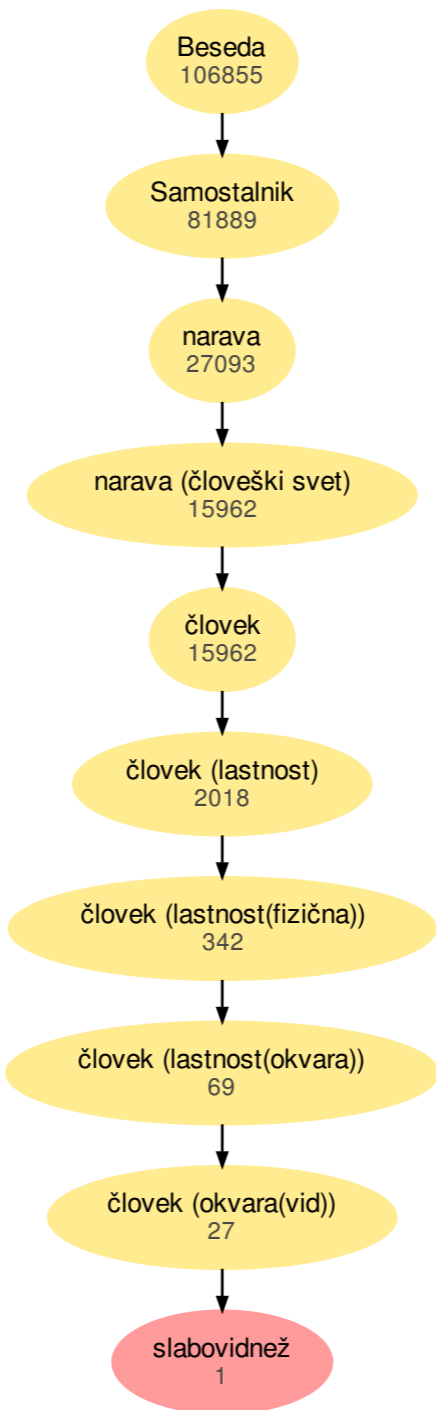 Beseda
106855
Samostalnik
81889
narava
27093
narava (človeški svet)
15962
človek
15962
človek (lastnost)
2018
človek (lastnost(fizična))
342
človek (lastnost(okvara))
69
človek (okvara(vid))
27
slabovidnež
1